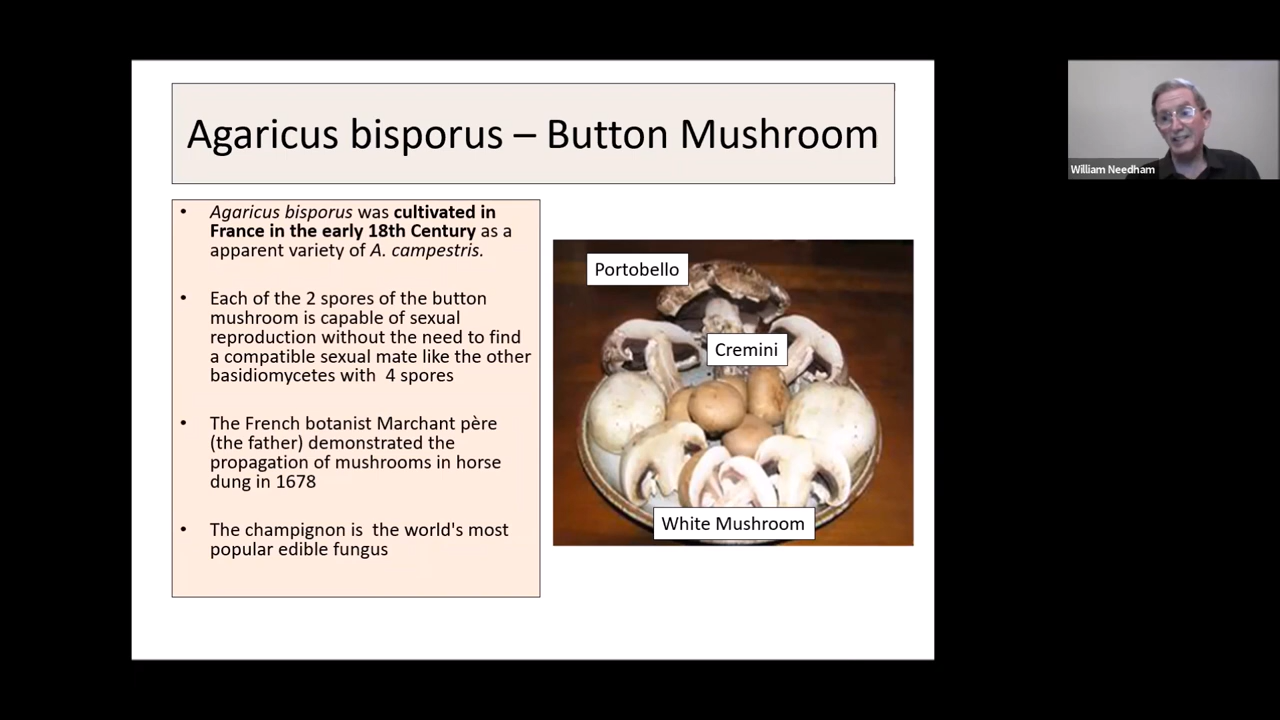 Agaricus bisporus – Button Mushroom
• Agaricus bisporus was cultivated in
France in the early 18th Century as a
apparent variety of A. campestris.
• Each of the 2 spores of the button
mushroom is capable of sexual
reproduction without the need to find
a compatible sexual mate like the other
basidiomycetes with  4 spores
• The French botanist Marchant père
(the father) demonstrated the
propagation of mushrooms in horse
dung in 1678
• The champignon is  the world's most
popular edible fungus
Portobello
Cremini
White Mushroom
William Needham